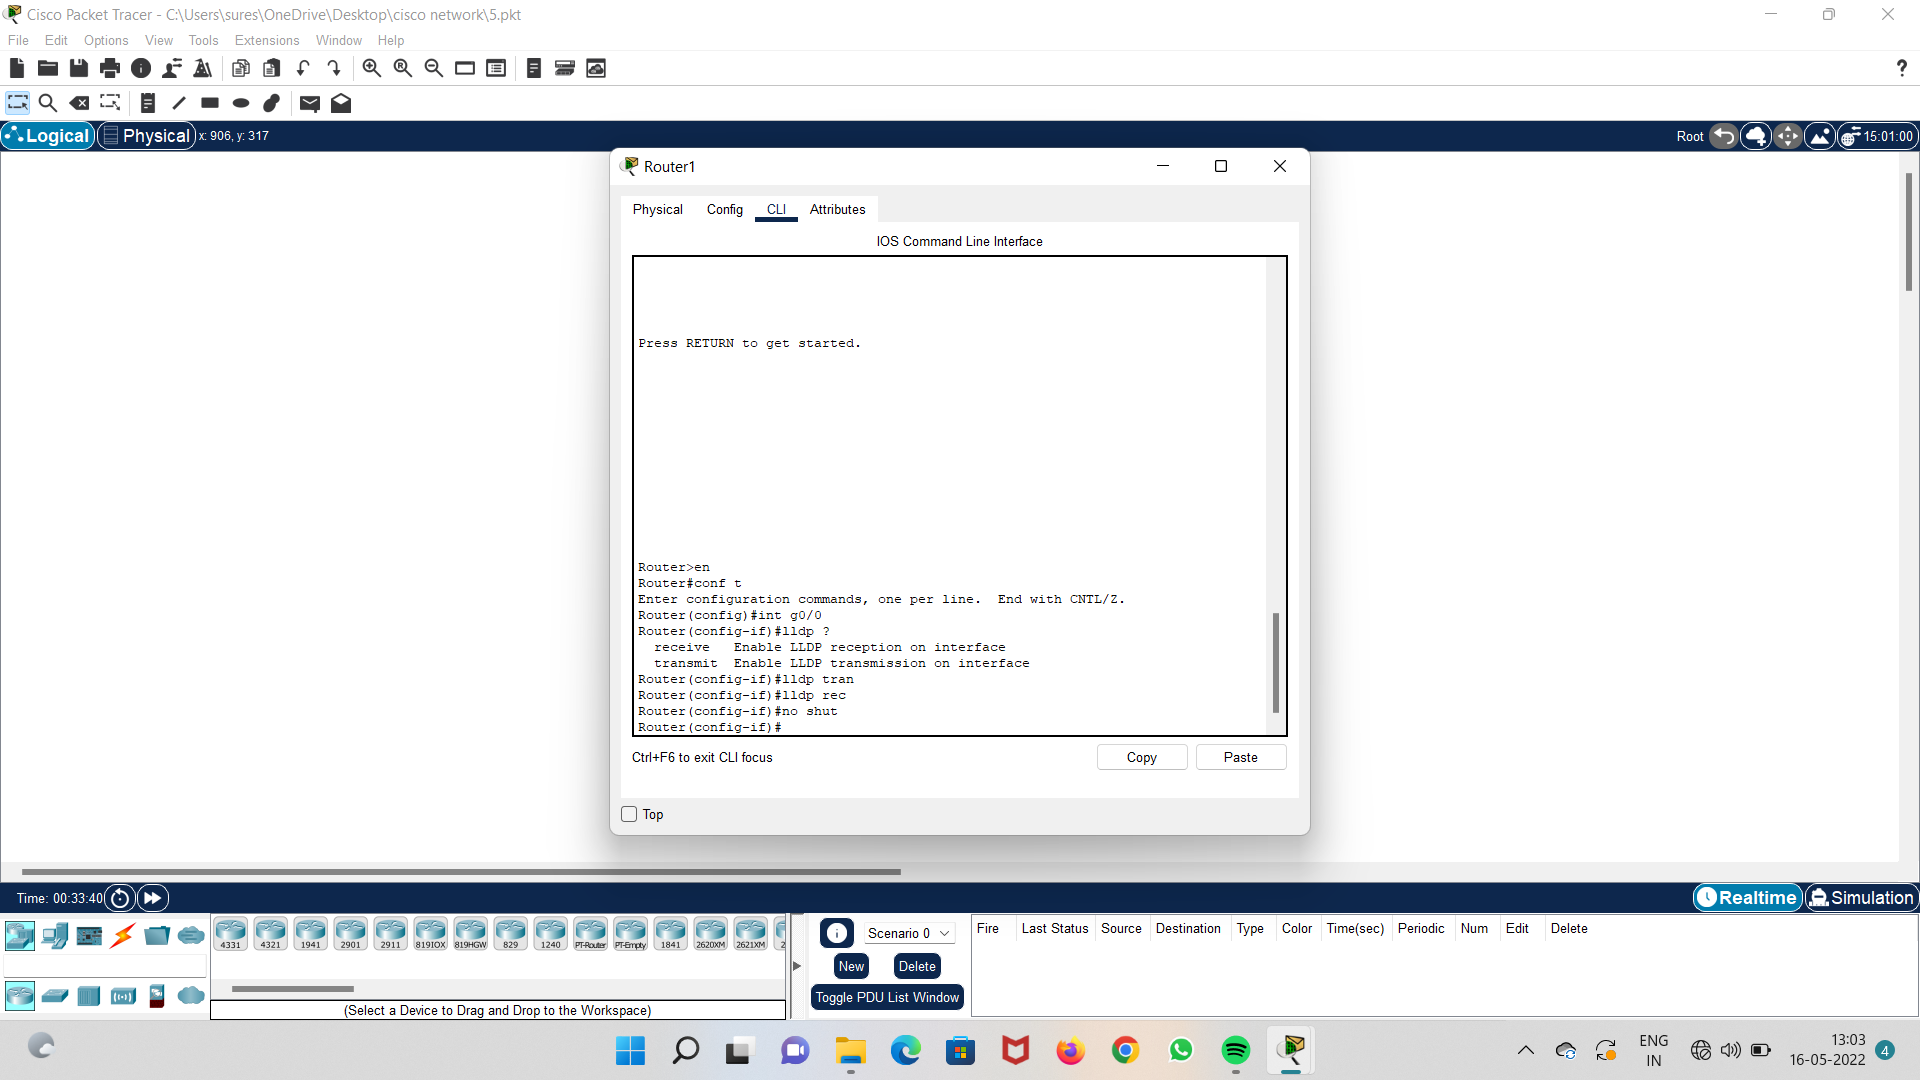 Cisco Packet Tracer - C:\Users\sures\OneDrive\Desktop\cisco network\5.pkt
File Edit Options View Tools Extensions Window Help
?
Logical Physical x: 906, y: 317 Root 15:01:00
Router1
Physical Config CLI Attributes
IOS Command Line Interface
Press RETURN to get started.
Router>en
Router#conf t
Enter configuration commands, one per line.  End with CNTL/Z.
Router(config)#int g0/0
Router(config-if)#lldp ?
  receive   Enable LLDP reception on interface
  transmit  Enable LLDP transmission on interface
Router(config-if)#lldp tran
Router(config-if)#lldp rec
Router(config-if)#no shut
Router(config-if)#
Ctrl+F6 to exit CLI focus Copy Paste
Top
Time: 00:33:40 Realtime Simulation
4331 4321 1941 2901 2911 819IOX 819HGW 829 1240 PT-Router PT-Empty 1841 2620XM 2621XM 2
Scenario 0
New Delete
Toggle PDU List Window
Fire Last Status Source Destination Type Color Time(sec) Periodic Num Edit Delete
(Select a Device to Drag and Drop to the Workspace)
ENG
IN
13:03
16-05-2022
4